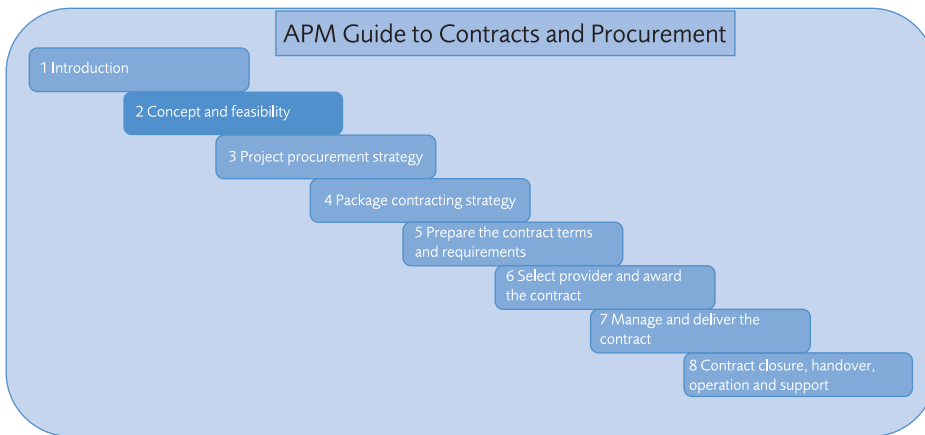 APM Guide to Contracts and Procurement
1 Introduction
2 Concept and feasibility
3 Project procurement strategy
4 Package contracting strategy
5 Prepare the contract terms
and requirements
6 Select provider and award
the contract
7 Manage and deliver the
contract
8 Contract closure, handover,
operation and support